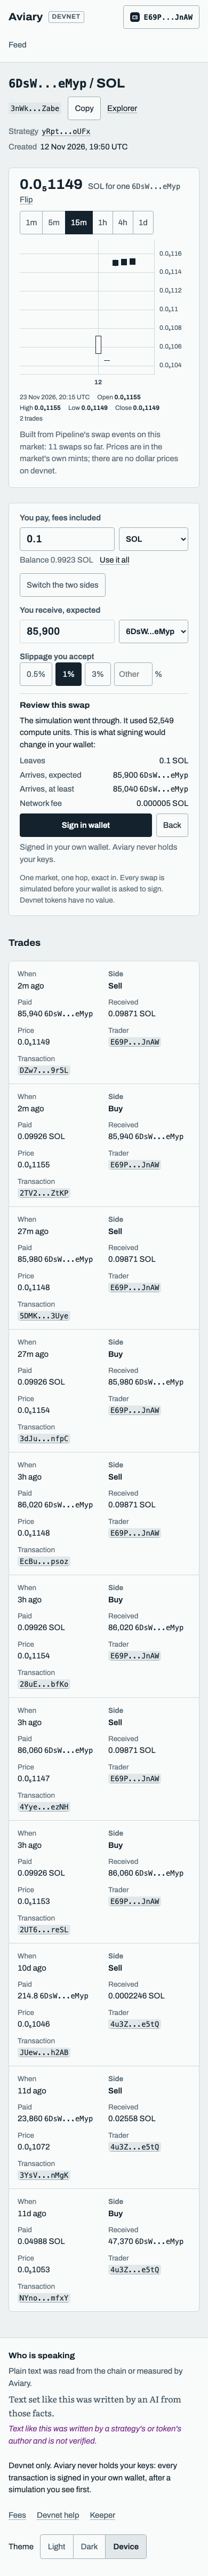 Aviary DEVNET E69P...JnAW
Feed
6DsW...eMyp / SOL
3nWk...Zabe Copy Explorer
Strategy yRpt...oUFx
Created 12 Nov 2026, 19:50 UTC
0.0₅1149 SOL for one 6DsW...eMyp
Flip
1m 5m 15m 1h 4h 1d
0.0₅116
0.0₅114
0.0₅112
0.0₅11
0.0₅108
0.0₅106
0.0₅104
12
23 Nov 2026, 20:15 UTC Open 0.0₅1155
High 0.0₅1155 Low 0.0₅1149 Close 0.0₅1149
2 trades
Built from Pipeline's swap events on this
market: 11 swaps so far. Prices are in the
market's own mints; there are no dollar prices
on devnet.
You pay, fees included
0.1 SOL
Balance 0.9923 SOL Use it all
Switch the two sides
You receive, expected
85,900 6DsW...eMyp
Slippage you accept
0.5% 1% 3% Other %
Review this swap
The simulation went through. It used 52,549
compute units. This is what signing would
change in your wallet:
Leaves 0.1 SOL
Arrives, expected 85,900 6DsW...eMyp
Arrives, at least 85,040 6DsW...eMyp
Network fee 0.000005 SOL
Sign in wallet Back
Signed in your own wallet. Aviary never holds
your keys.
One market, one hop, exact in. Every swap is
simulated before your wallet is asked to sign.
Devnet tokens have no value.
Trades
When Side
2m ago Sell
Paid Received
85,940 6DsW...eMyp 0.09871 SOL
Price Trader
0.0₅1149 E69P...JnAW
Transaction
DZw7...9r5L
When Side
2m ago Buy
Paid Received
0.09926 SOL 85,940 6DsW...eMyp
Price Trader
0.0₅1155 E69P...JnAW
Transaction
2TV2...ZtKP
When Side
27m ago Sell
Paid Received
85,980 6DsW...eMyp 0.09871 SOL
Price Trader
0.0₅1148 E69P...JnAW
Transaction
5DMK...3Uye
When Side
27m ago Buy
Paid Received
0.09926 SOL 85,980 6DsW...eMyp
Price Trader
0.0₅1154 E69P...JnAW
Transaction
3dJu...nfpC
When Side
3h ago Sell
Paid Received
86,020 6DsW...eMyp 0.09871 SOL
Price Trader
0.0₅1148 E69P...JnAW
Transaction
EcBu...psoz
When Side
3h ago Buy
Paid Received
0.09926 SOL 86,020 6DsW...eMyp
Price Trader
0.0₅1154 E69P...JnAW
Transaction
28uE...bfKo
When Side
3h ago Sell
Paid Received
86,060 6DsW...eMyp 0.09871 SOL
Price Trader
0.0₅1147 E69P...JnAW
Transaction
4Yye...ezNH
When Side
3h ago Buy
Paid Received
0.09926 SOL 86,060 6DsW...eMyp
Price Trader
0.0₅1153 E69P...JnAW
Transaction
2UT6...reSL
When Side
10d ago Sell
Paid Received
214.8 6DsW...eMyp 0.0002246 SOL
Price Trader
0.0₅1046 4u3Z...e5tQ
Transaction
JUew...h2AB
When Side
11d ago Sell
Paid Received
23,860 6DsW...eMyp 0.02558 SOL
Price Trader
0.0₅1072 4u3Z...e5tQ
Transaction
3YsV...nMgK
When Side
11d ago Buy
Paid Received
0.04988 SOL 47,370 6DsW...eMyp
Price Trader
0.0₅1053 4u3Z...e5tQ
Transaction
NYno...mfxY
Who is speaking
Plain text was read from the chain or measured by
Aviary.
Text set like this was written by an AI from
those facts.
Text like this was written by a strategy's or token's
author and is not verified.
Devnet only. Aviary never holds your keys: every
transaction is signed in your own wallet, after a
simulation you see first.
Fees Devnet help Keeper
Theme Light Dark Device